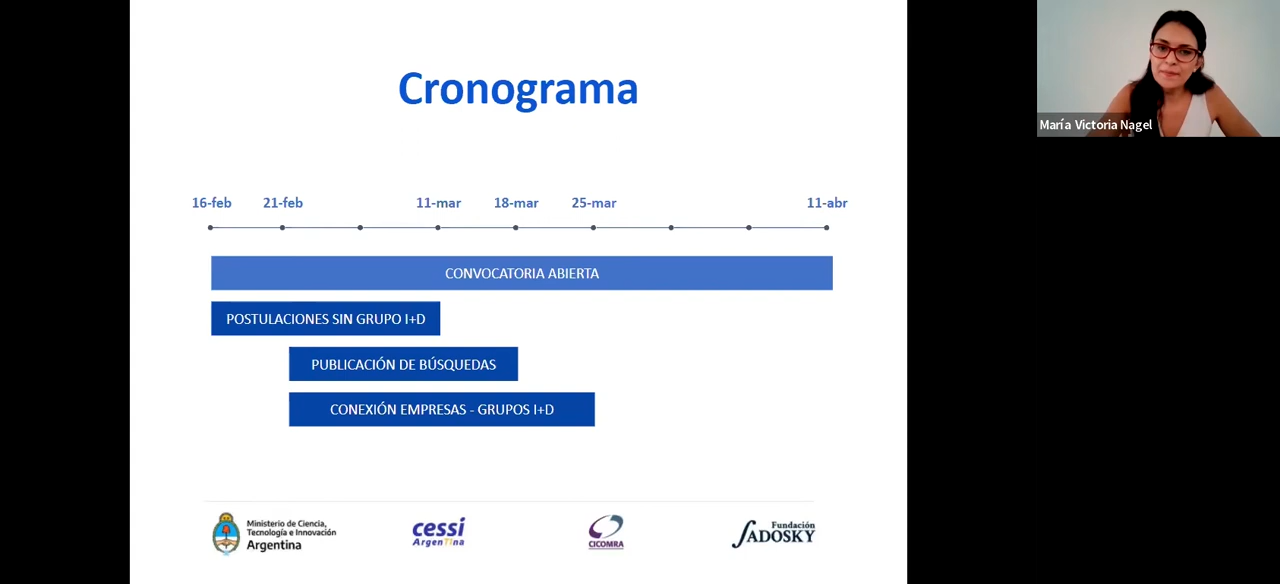 Cronograma
María Victoria Nagel
16-feb 21-feb 11-mar 18-mar 25-mar 11-abr
CONVOCATORIA ABIERTA
POSTULACIONES SIN GRUPO I+D
PUBLICACIÓN DE BÚSQUEDAS
CONEXIÓN EMPRESAS - GRUPOS I+D
Ministerio de Ciencia,
Tecnología e Innovación
Argentina
cessi
ArgenTIna
CICOMRA
Fundación
SADOSKY